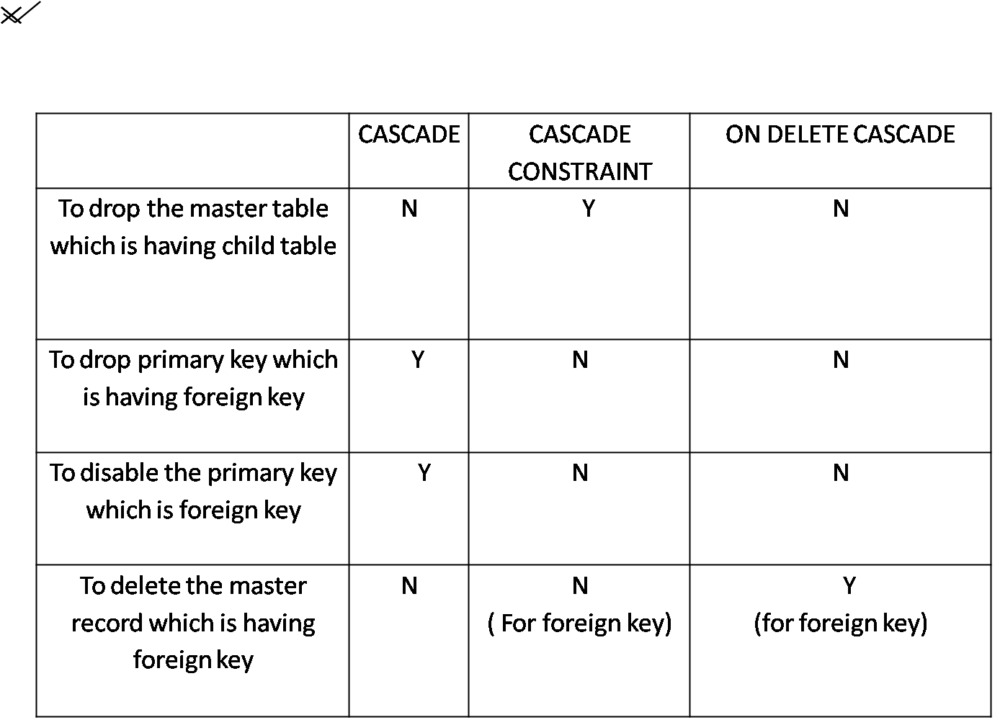 CASCADE
CASCADE
CONSTRAINT
ON DELETE CASCADE
To drop the master table
which is having child table
N
Y
N
To drop primary key which
is having foreign key
Y
N
N
To disable the primary key
which is foreign key
Y
N
N
To delete the master
record which is having
foreign key
N
N
( For foreign key)
Y
(for foreign key)